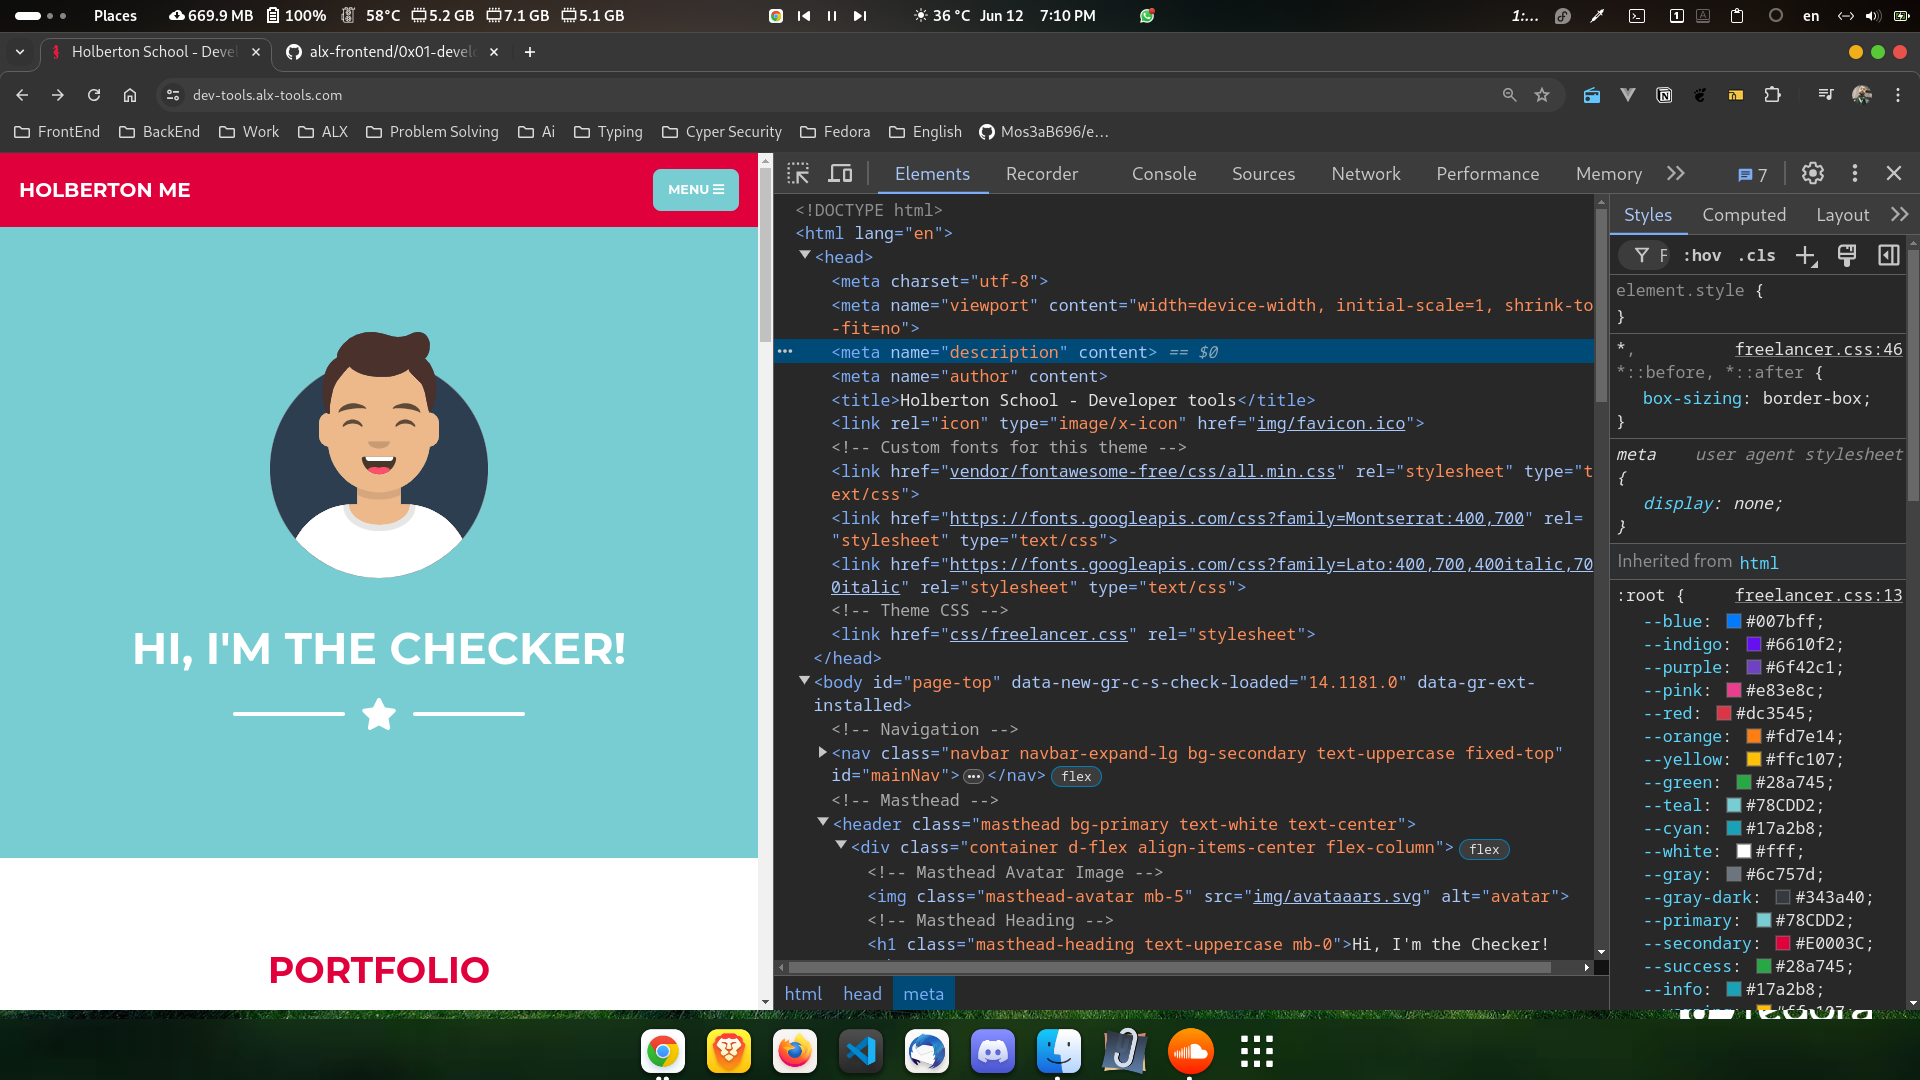 Places
669.9 MB
100%
58°C
5.2 GB
7.1 GB
5.1 GB
36 °C
Jun 12
7:10 PM
1:...
1
A
en
Holberton School - Deve
alx-frontend/0x01-devel
dev-tools.alx-tools.com
FrontEnd
BackEnd
Work
ALX
Problem Solving
Ai
Typing
Cyper Security
Fedora
English
Mos3aB696/e...
HOLBERTON ME
MENU
HI, I'M THE CHECKER!
PORTFOLIO
Elements
Recorder
Console
Sources
Network
Performance
Memory
7
<!DOCTYPE html>
<html lang="en">
<head>
<meta charset="utf-8">
<meta name="viewport" content="width=device-width, initial-scale=1, shrink-to
-fit=no">
<meta name="description" content> == $0
<meta name="author" content>
<title>Holberton School - Developer tools</title>
<link rel="icon" type="image/x-icon" href="img/favicon.ico">
<!-- Custom fonts for this theme -->
<link href="vendor/fontawesome-free/css/all.min.css" rel="stylesheet" type="t
ext/css">
<link href="https://fonts.googleapis.com/css?family=Montserrat:400,700" rel=
"stylesheet" type="text/css">
<link href="https://fonts.googleapis.com/css?family=Lato:400,700,400italic,70
0italic" rel="stylesheet" type="text/css">
<!-- Theme CSS -->
<link href="css/freelancer.css" rel="stylesheet">
</head>
<body id="page-top" data-new-gr-c-s-check-loaded="14.1181.0" data-gr-ext-
installed>
<!-- Navigation -->
<nav class="navbar navbar-expand-lg bg-secondary text-uppercase fixed-top"
id="mainNav">…</nav> flex
<!-- Masthead -->
<header class="masthead bg-primary text-white text-center">
<div class="container d-flex align-items-center flex-column"> flex
<!-- Masthead Avatar Image -->
<img class="masthead-avatar mb-5" src="img/avataaars.svg" alt="avatar">
<!-- Masthead Heading -->
<h1 class="masthead-heading text-uppercase mb-0">Hi, I'm the Checker!
html
head
meta
Styles
Computed
Layout
F
:hov
.cls
element.style {
}
*, freelancer.css:46
*::before, *::after {
box-sizing: border-box;
}
meta user agent stylesheet
{
display: none;
}
Inherited from html
:root { freelancer.css:13
--blue: #007bff;
--indigo: #6610f2;
--purple: #6f42c1;
--pink: #e83e8c;
--red: #dc3545;
--orange: #fd7e14;
--yellow: #ffc107;
--green: #28a745;
--teal: #78CDD2;
--cyan: #17a2b8;
--white: #fff;
--gray: #6c757d;
--gray-dark: #343a40;
--primary: #78CDD2;
--secondary: #E0003C;
--success: #28a745;
--info: #17a2b8;